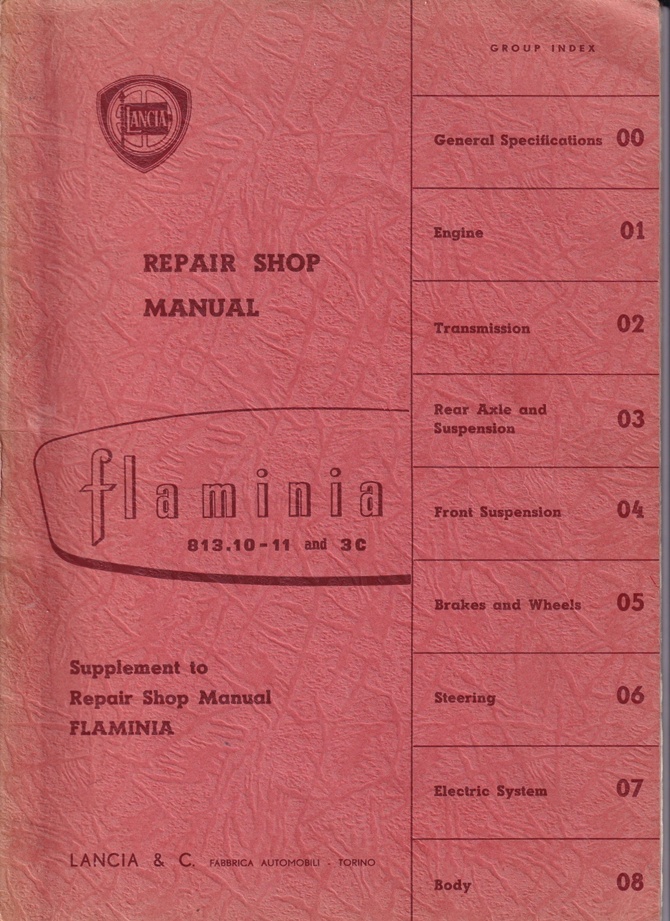 LANCIA
REPAIR SHOP
MANUAL
flaminia
813.10-11 and 3C
Supplement to
Repair Shop Manual
FLAMINIA
LANCIA & C. FABBRICA AUTOMOBILI - TORINO
GROUP INDEX
General Specifications 00
Engine 01
Transmission 02
Rear Axle and
Suspension 03
Front Suspension 04
Brakes and Wheels 05
Steering 06
Electric System 07
Body 08